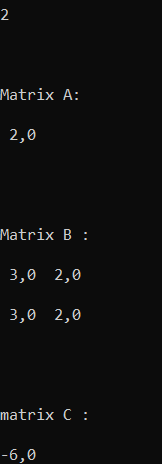 2
Matrix A:
2,0
Matrix B :
3,0 2,0
3,0 2,0
matrix C :
-6,0